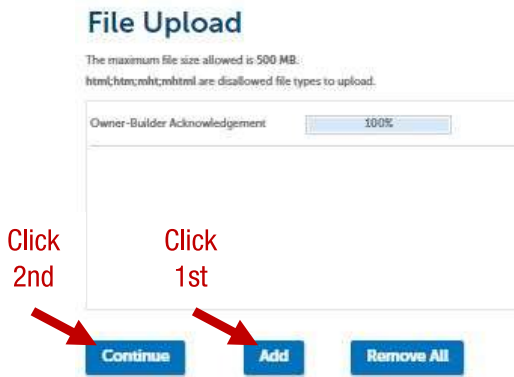 File Upload
The maximum file size allowed is 500 MB.
html;htm;mht;mhtml are disallowed file types to upload.
Owner-Builder Acknowledgement 100%
Click Click
2nd 1st
Continue Add Remove All